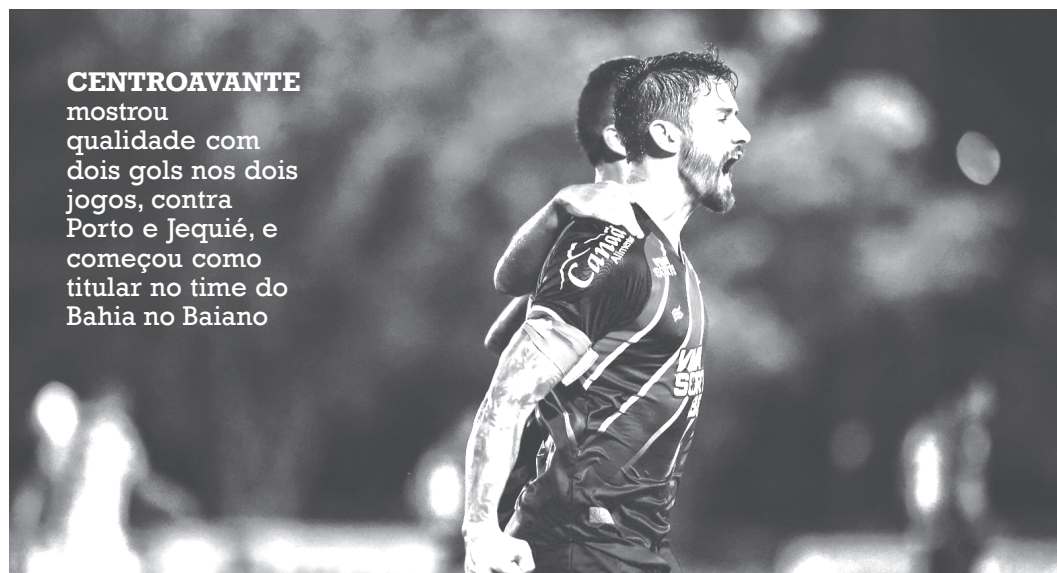 CENTROAVANTE
mostrou
qualidade com
dois gols nos dois
jogos, contra
Porto e Jequié, e
começou como
titular no time do
Bahia no Baiano
Canaã